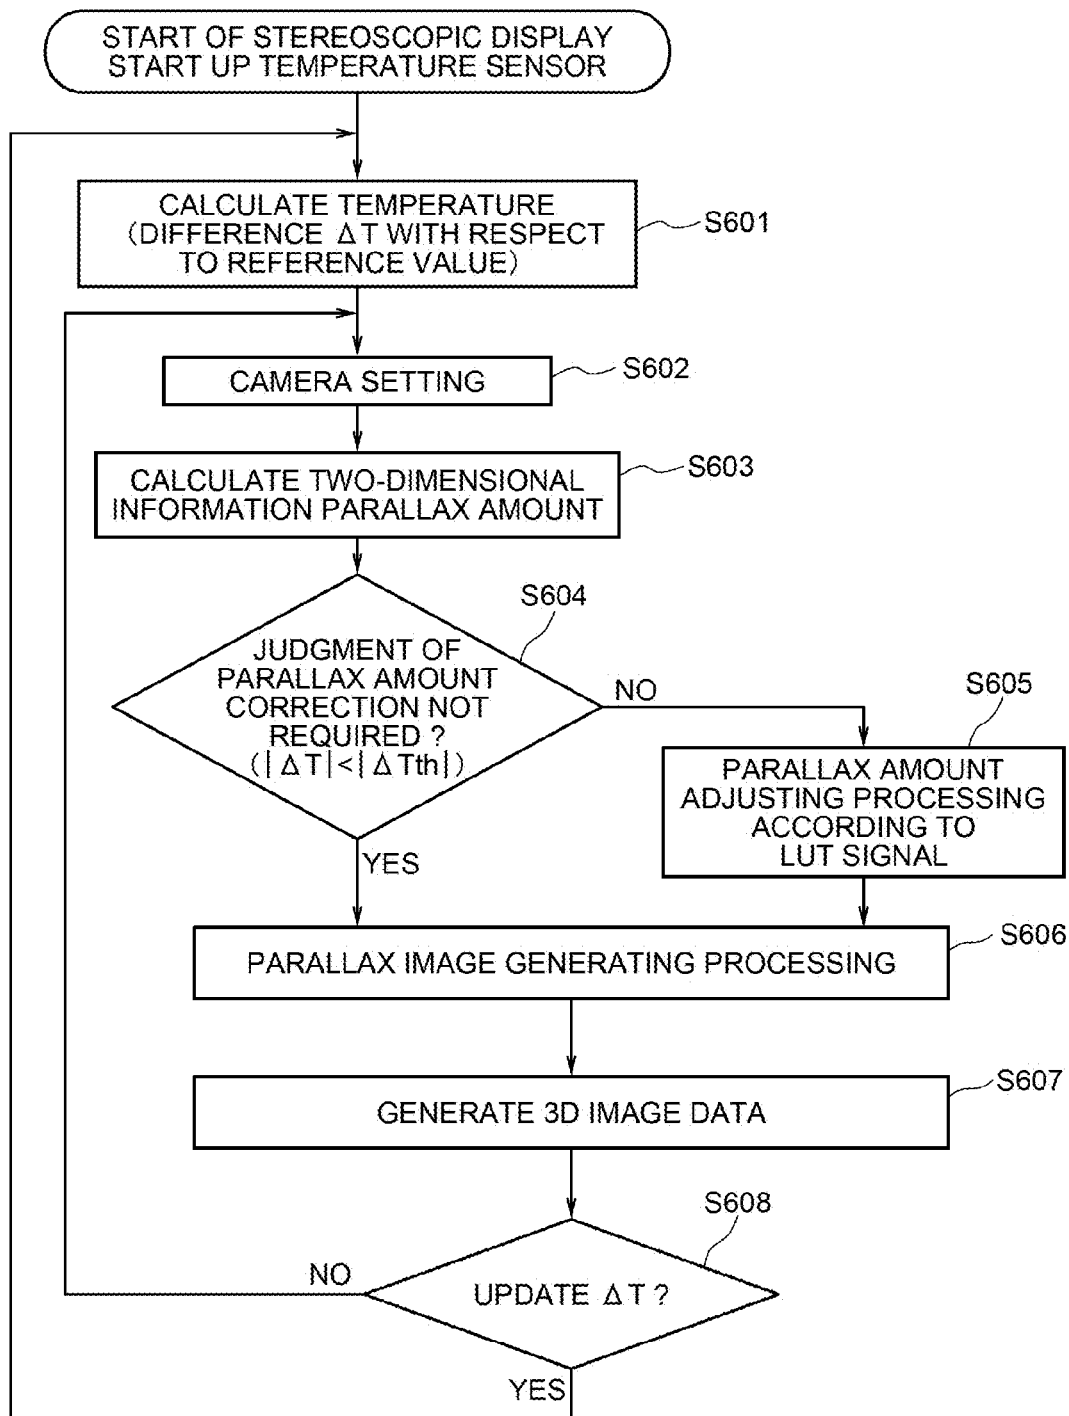 START OF STEREOSCOPIC DISPLAY
START UP TEMPERATURE SENSOR
CALCULATE TEMPERATURE
(DIFFERENCE ΔT WITH RESPECT
TO REFERENCE VALUE)
S601
CAMERA SETTING
S602
CALCULATE TWO-DIMENSIONAL
INFORMATION PARALLAX AMOUNT
S603
JUDGMENT OF
PARALLAX AMOUNT
CORRECTION NOT
REQUIRED ?
(|ΔT|<|ΔTth|)
S604
NO
YES
PARALLAX AMOUNT
ADJUSTING PROCESSING
ACCORDING TO
LUT SIGNAL
S605
PARALLAX IMAGE GENERATING PROCESSING
S606
GENERATE 3D IMAGE DATA
S607
UPDATE ΔT ?
S608
NO
YES